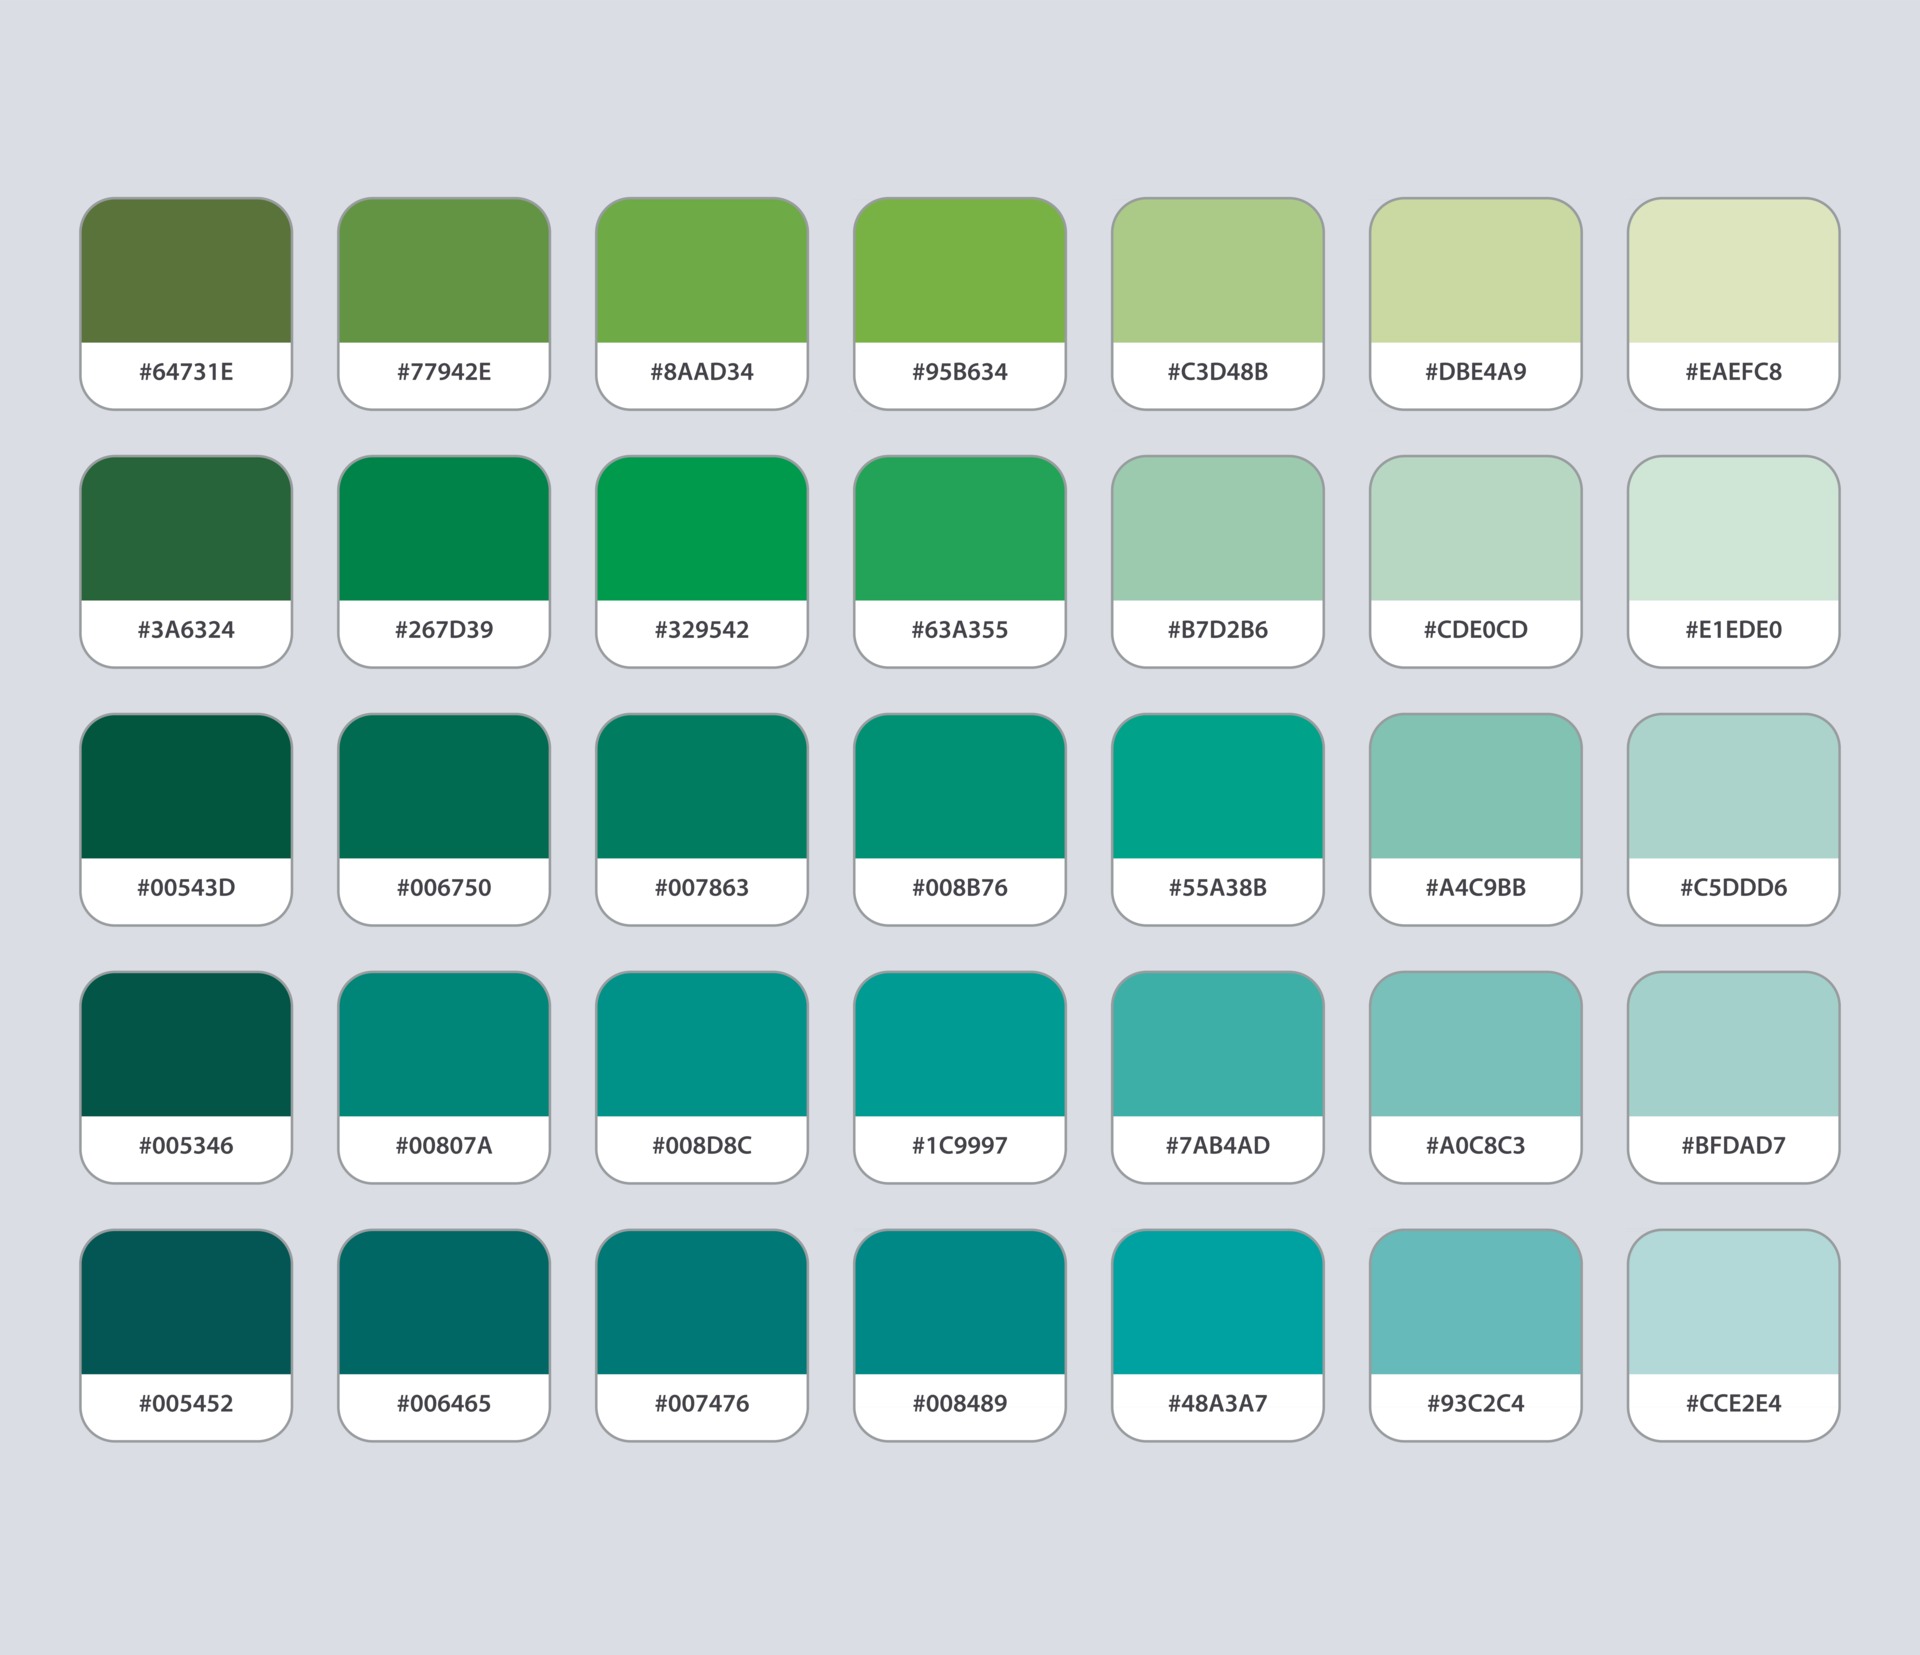 #64731E #77942E #8AAD34 #95B634 #C3D48B #DBE4A9 #EAEFC8
#3A6324 #267D39 #329542 #63A355 #B7D2B6 #CDE0CD #E1EDE0
#00543D #006750 #007863 #008B76 #55A38B #A4C9BB #C5DDD6
#005346 #00807A #008D8C #1C9997 #7AB4AD #A0C8C3 #BFDAD7
#005452 #006465 #007476 #008489 #48A3A7 #93C2C4 #CCE2E4